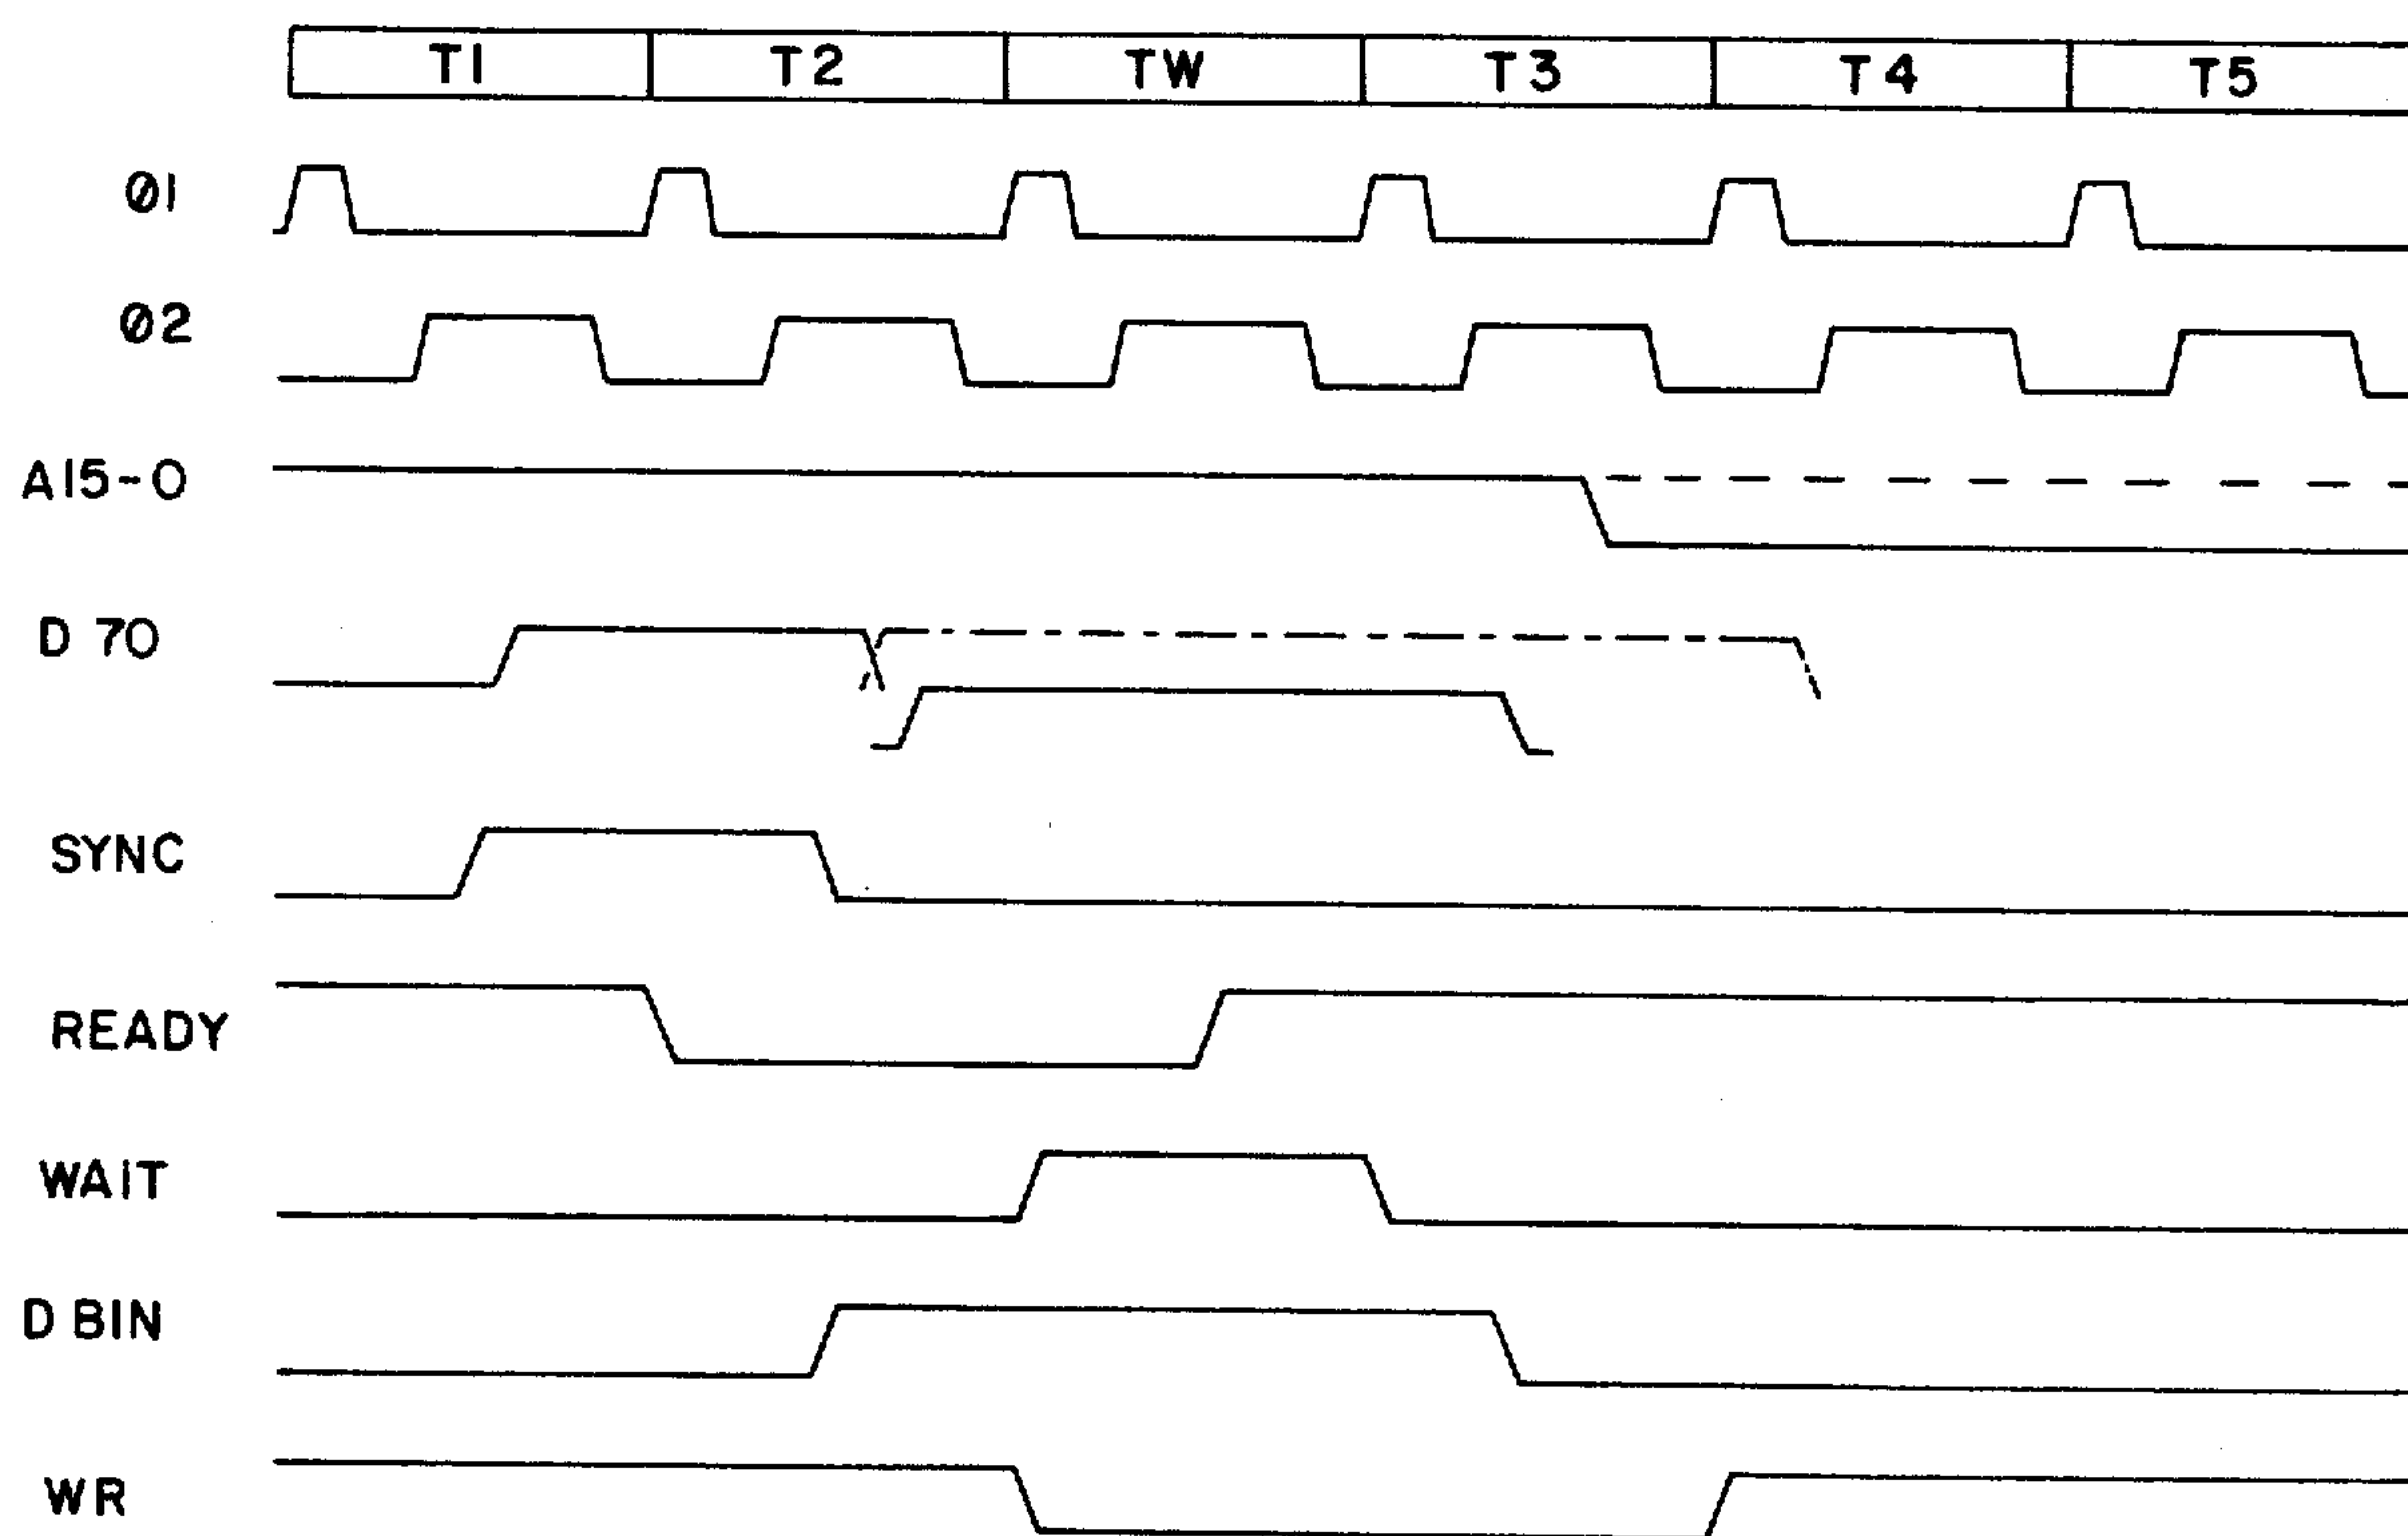 T1 T2 TW T3 T4 T5
Ø1
Ø2
A15-0
D 70
SYNC
READY
WAIT
D BIN
WR